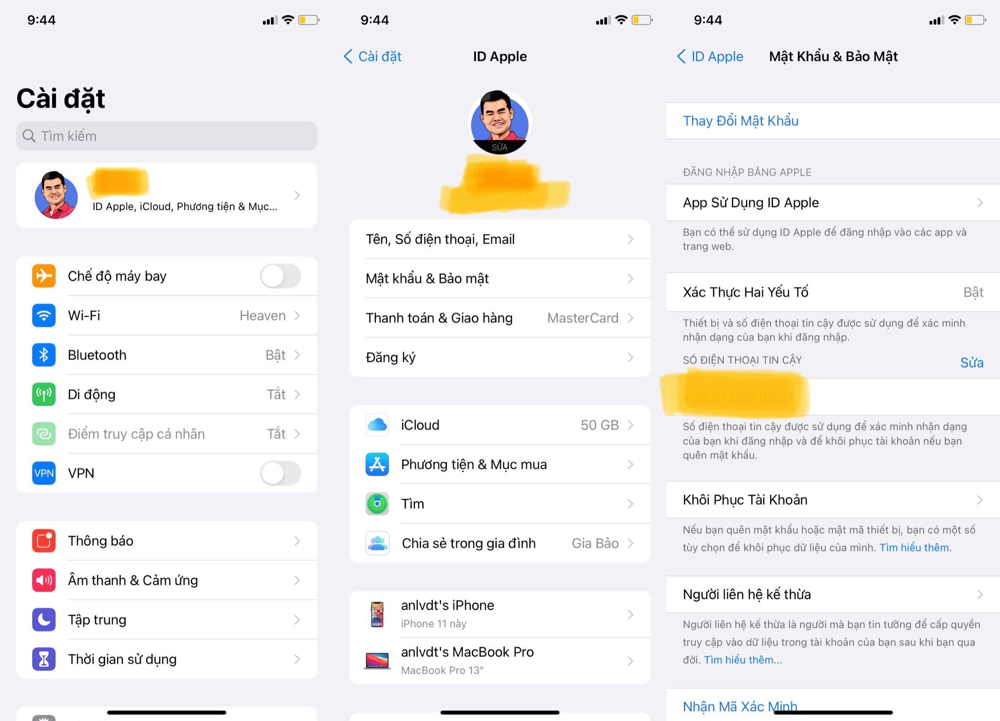 9:44
Cài đặt
Tìm kiếm
ID Apple, iCloud, Phương tiện & Mục...
Chế độ máy bay
Wi-Fi Heaven
Bluetooth Bật
Di động Tắt
Điểm truy cập cá nhân Tắt
VPN VPN
Thông báo
Âm thanh & Cảm ứng
Tập trung
Thời gian sử dụng
9:44
Cài đặt ID Apple
SỬA
Tên, Số điện thoại, Email
Mật khẩu & Bảo mật
Thanh toán & Giao hàng MasterCard
Đăng ký
iCloud 50 GB
Phương tiện & Mục mua
Tìm
Chia sẻ trong gia đình Gia Bảo
anlvdt's iPhone
iPhone 11 này
anlvdt's MacBook Pro
MacBook Pro 13″
9:44
ID Apple Mật Khẩu & Bảo Mật
Thay Đổi Mật Khẩu
ĐĂNG NHẬP BẰNG APPLE
App Sử Dụng ID Apple
Bạn có thể sử dụng ID Apple để đăng nhập vào các app và
trang web.
Xác Thực Hai Yếu Tố Bật
Thiết bị và số điện thoại tin cậy được sử dụng để xác minh
nhận dạng của bạn khi đăng nhập.
SỐ ĐIỆN THOẠI TIN CẬY Sửa
Số điện thoại tin cậy được sử dụng để xác minh nhận dạng
của bạn khi đăng nhập và để khôi phục tài khoản nếu bạn
quên mật khẩu.
Khôi Phục Tài Khoản
Nếu bạn quên mật khẩu hoặc mật mã thiết bị, bạn có một số
tùy chọn để khôi phục dữ liệu của mình. Tìm hiểu thêm.
Người liên hệ kế thừa
Người liên hệ kế thừa là người mà bạn tin tưởng để cấp quyền
truy cập vào dữ liệu trong tài khoản của bạn sau khi bạn qua
đời. Tìm hiểu thêm...
Nhận Mã Xác Minh